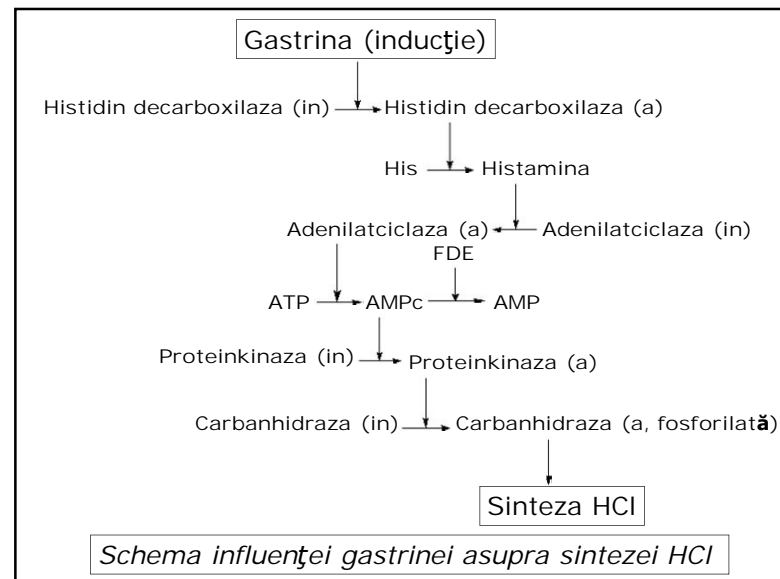 Gastrina (inducţie)
Histidin decarboxilaza (in) Histidin decarboxilaza (a)
His Histamina
Adenilatciclaza (a) Adenilatciclaza (in)
FDE
ATP AMPc AMP
Proteinkinaza (in) Proteinkinaza (a)
Carbanhidraza (in) Carbanhidraza (a, fosforilată)
Sinteza HCl
Schema influenţei gastrinei asupra sintezei HCl